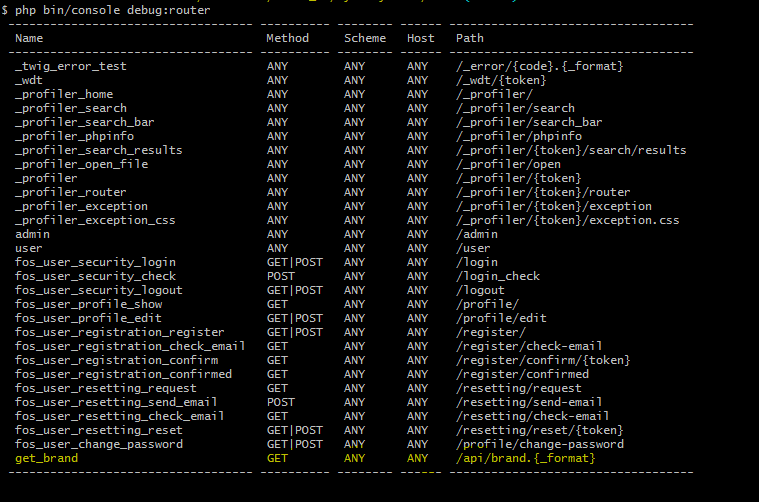 $ php bin/console debug:router
---------------------------------- ---------- -------- ------ -----------------------------------
Name Method Scheme Host Path
---------------------------------- ---------- -------- ------ -----------------------------------
_twig_error_test ANY ANY ANY /_error/{code}.{_format}
_wdt ANY ANY ANY /_wdt/{token}
_profiler_home ANY ANY ANY /_profiler/
_profiler_search ANY ANY ANY /_profiler/search
_profiler_search_bar ANY ANY ANY /_profiler/search_bar
_profiler_phpinfo ANY ANY ANY /_profiler/phpinfo
_profiler_search_results ANY ANY ANY /_profiler/{token}/search/results
_profiler_open_file ANY ANY ANY /_profiler/open
_profiler ANY ANY ANY /_profiler/{token}
_profiler_router ANY ANY ANY /_profiler/{token}/router
_profiler_exception ANY ANY ANY /_profiler/{token}/exception
_profiler_exception_css ANY ANY ANY /_profiler/{token}/exception.css
admin ANY ANY ANY /admin
user ANY ANY ANY /user
fos_user_security_login GET|POST ANY ANY /login
fos_user_security_check POST ANY ANY /login_check
fos_user_security_logout GET|POST ANY ANY /logout
fos_user_profile_show GET ANY ANY /profile/
fos_user_profile_edit GET|POST ANY ANY /profile/edit
fos_user_registration_register GET|POST ANY ANY /register/
fos_user_registration_check_email GET ANY ANY /register/check-email
fos_user_registration_confirm GET ANY ANY /register/confirm/{token}
fos_user_registration_confirmed GET ANY ANY /register/confirmed
fos_user_resetting_request GET ANY ANY /resetting/request
fos_user_resetting_send_email POST ANY ANY /resetting/send-email
fos_user_resetting_check_email GET ANY ANY /resetting/check-email
fos_user_resetting_reset GET|POST ANY ANY /resetting/reset/{token}
fos_user_change_password GET|POST ANY ANY /profile/change-password
get_brand GET ANY ANY /api/brand.{_format}
---------------------------------- ---------- -------- ------ -----------------------------------